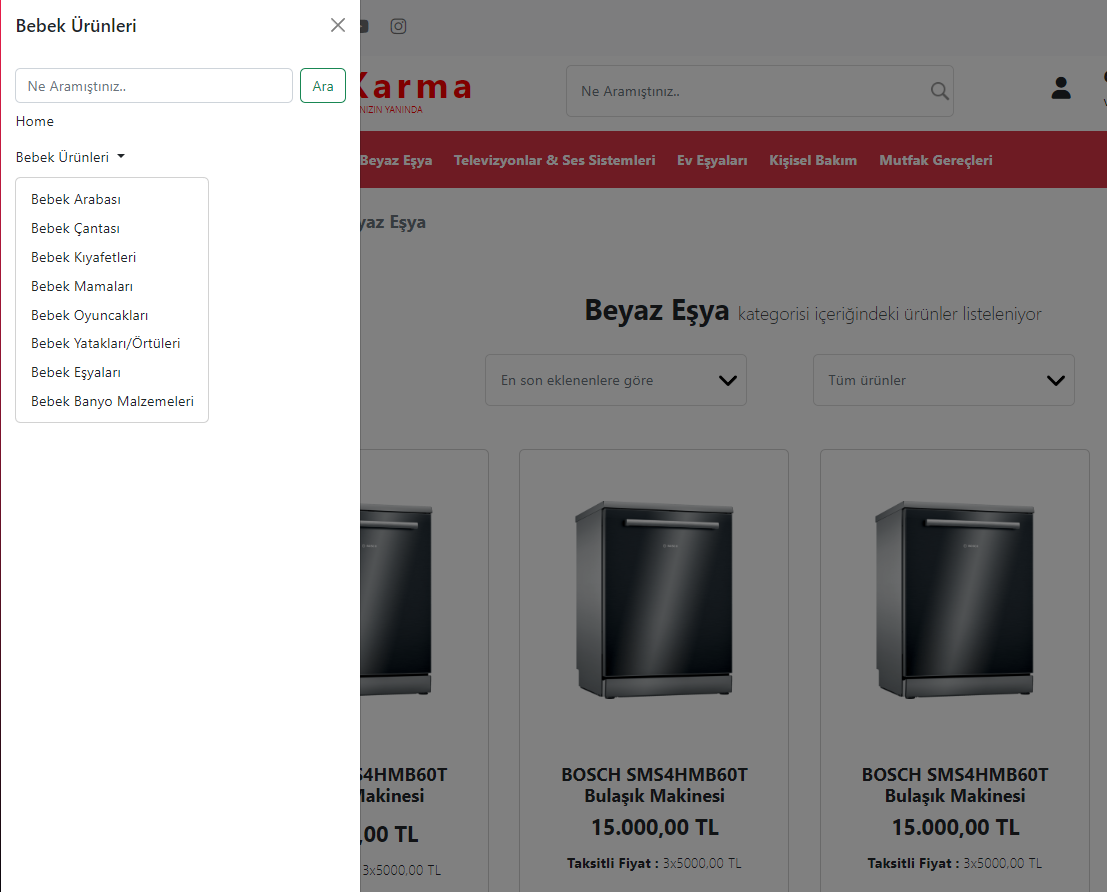 Bebek Ürünleri
Ne Aramıştınız..
Ara
Home
Bebek Ürünleri
Bebek Arabası
Bebek Çantası
Bebek Kıyafetleri
Bebek Mamaları
Bebek Oyuncakları
Bebek Yatakları/Örtüleri
Bebek Eşyaları
Bebek Banyo Malzemeleri
Karma
NIZIN YANINDA
Ne Aramıştınız..
Beyaz Eşya Televizyonlar & Ses Sistemleri Ev Eşyaları Kişisel Bakım Mutfak Gereçleri
yaz Eşya
Beyaz Eşya kategorisi içeriğindeki ürünler listeleniyor
En son eklenenlere göre
Tüm ürünler
S4HMB60T
Makinesi
,00 TL
3x5000,00 TL
BOSCH SMS4HMB60T
Bulaşık Makinesi
15.000,00 TL
Taksitli Fiyat : 3x5000,00 TL
BOSCH SMS4HMB60T
Bulaşık Makinesi
15.000,00 TL
Taksitli Fiyat : 3x5000,00 TL